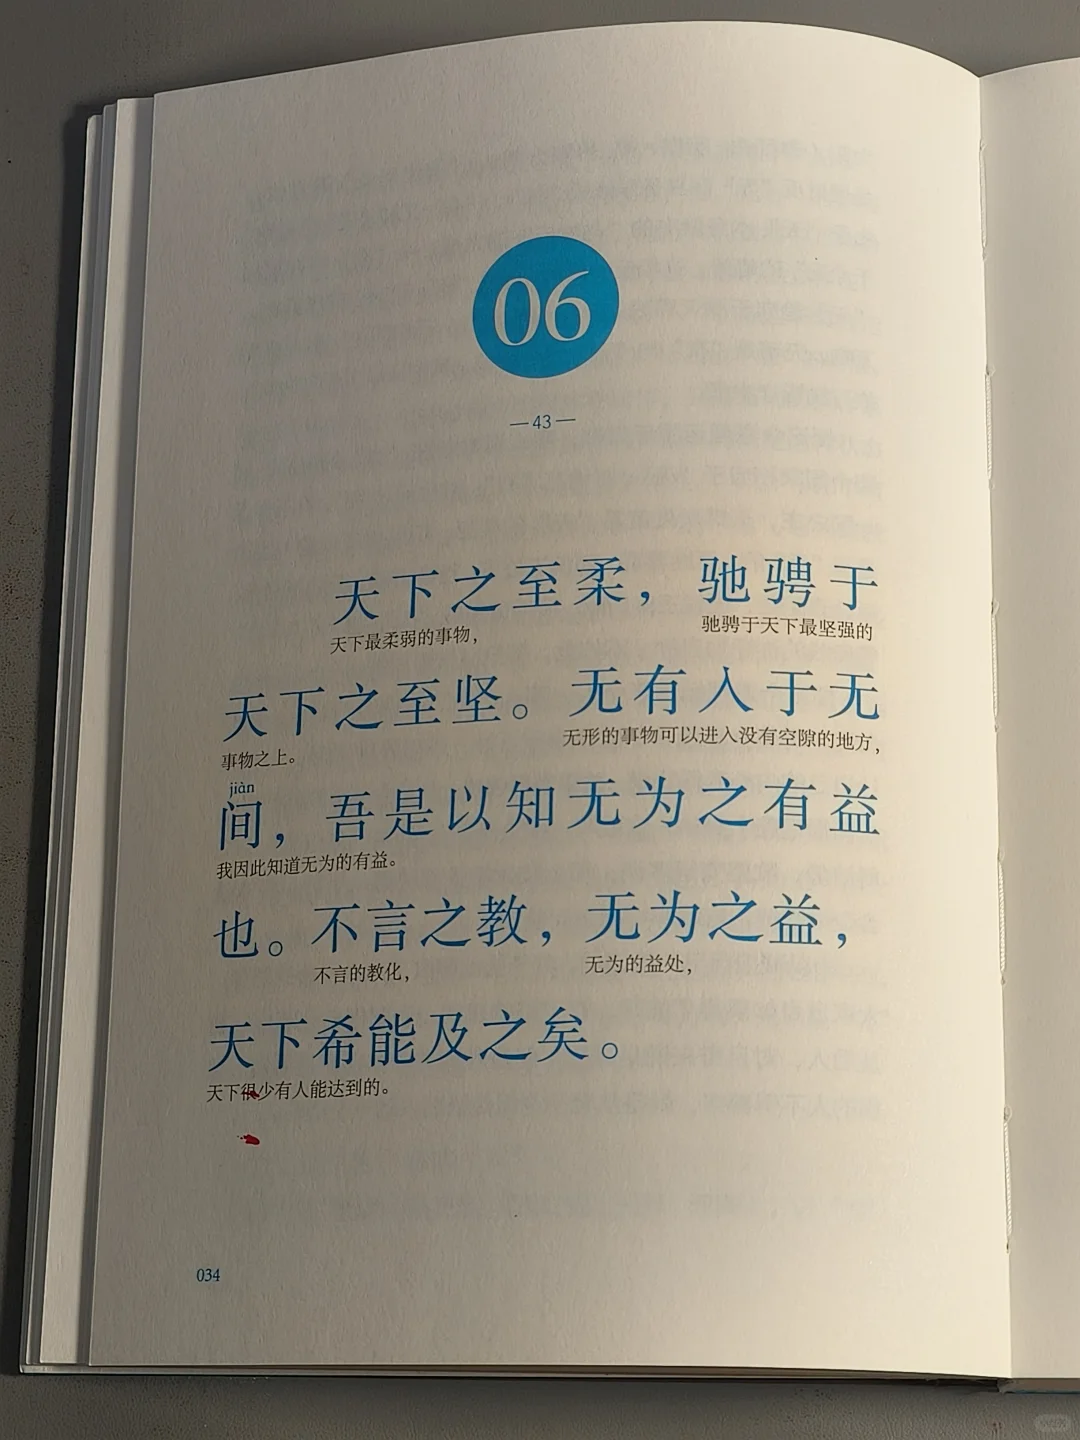 06
—43—
天下之至柔，驰骋于
天下最柔弱的事物，
驰骋于天下最坚强的
天下之至坚。无有入于无
事物之上。
无形的事物可以进入没有空隙的地方，
jiàn
间，吾是以知无为之有益
我因此知道无为的有益。
也。不言之教，无为之益，
不言的教化，
无为的益处，
天下希能及之矣。
天下很少有人能达到的。
034